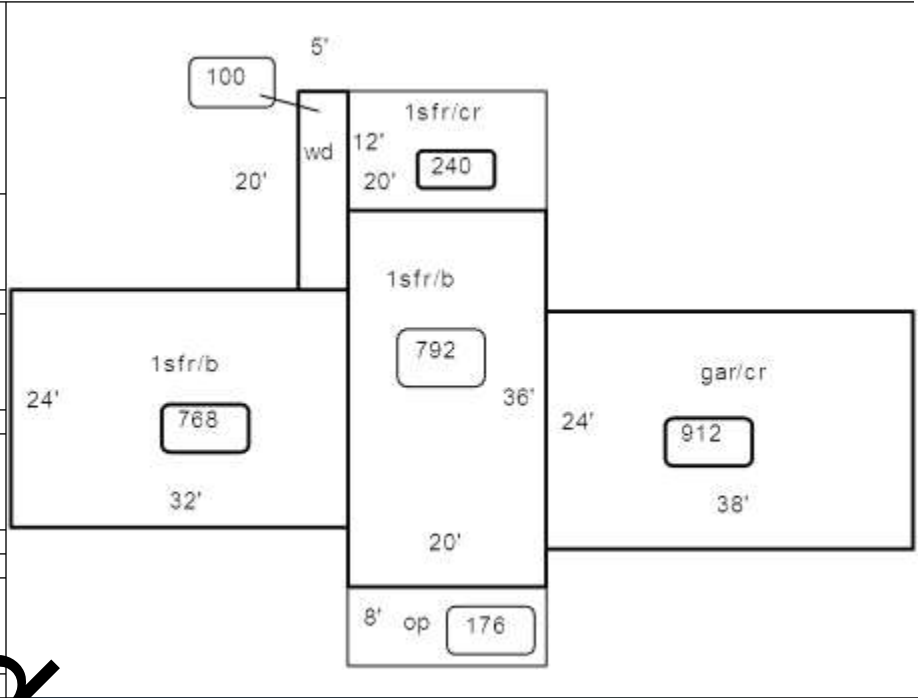 5'
100
1sfr/cr
12'
wd
240
20'
20'
1sfr/b
792
1sfr/b
gar/cr
36'
24'
768
24'
912
32'
38'
20'
8' op 176